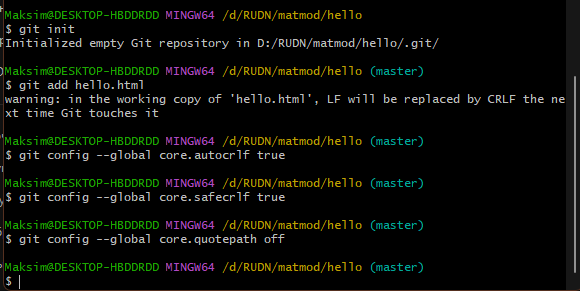 Maksim@DESKTOP-HBDDRDD MINGW64 /d/RUDN/matmod/hello
$ git init
Initialized empty Git repository in D:/RUDN/matmod/hello/.git/
Maksim@DESKTOP-HBDDRDD MINGW64 /d/RUDN/matmod/hello (master)
$ git add hello.html
warning: in the working copy of 'hello.html', LF will be replaced by CRLF the ne
xt time Git touches it
Maksim@DESKTOP-HBDDRDD MINGW64 /d/RUDN/matmod/hello (master)
$ git config --global core.autocrlf true
Maksim@DESKTOP-HBDDRDD MINGW64 /d/RUDN/matmod/hello (master)
$ git config --global core.safecrlf true
Maksim@DESKTOP-HBDDRDD MINGW64 /d/RUDN/matmod/hello (master)
$ git config --global core.quotepath off
Maksim@DESKTOP-HBDDRDD MINGW64 /d/RUDN/matmod/hello (master)
$